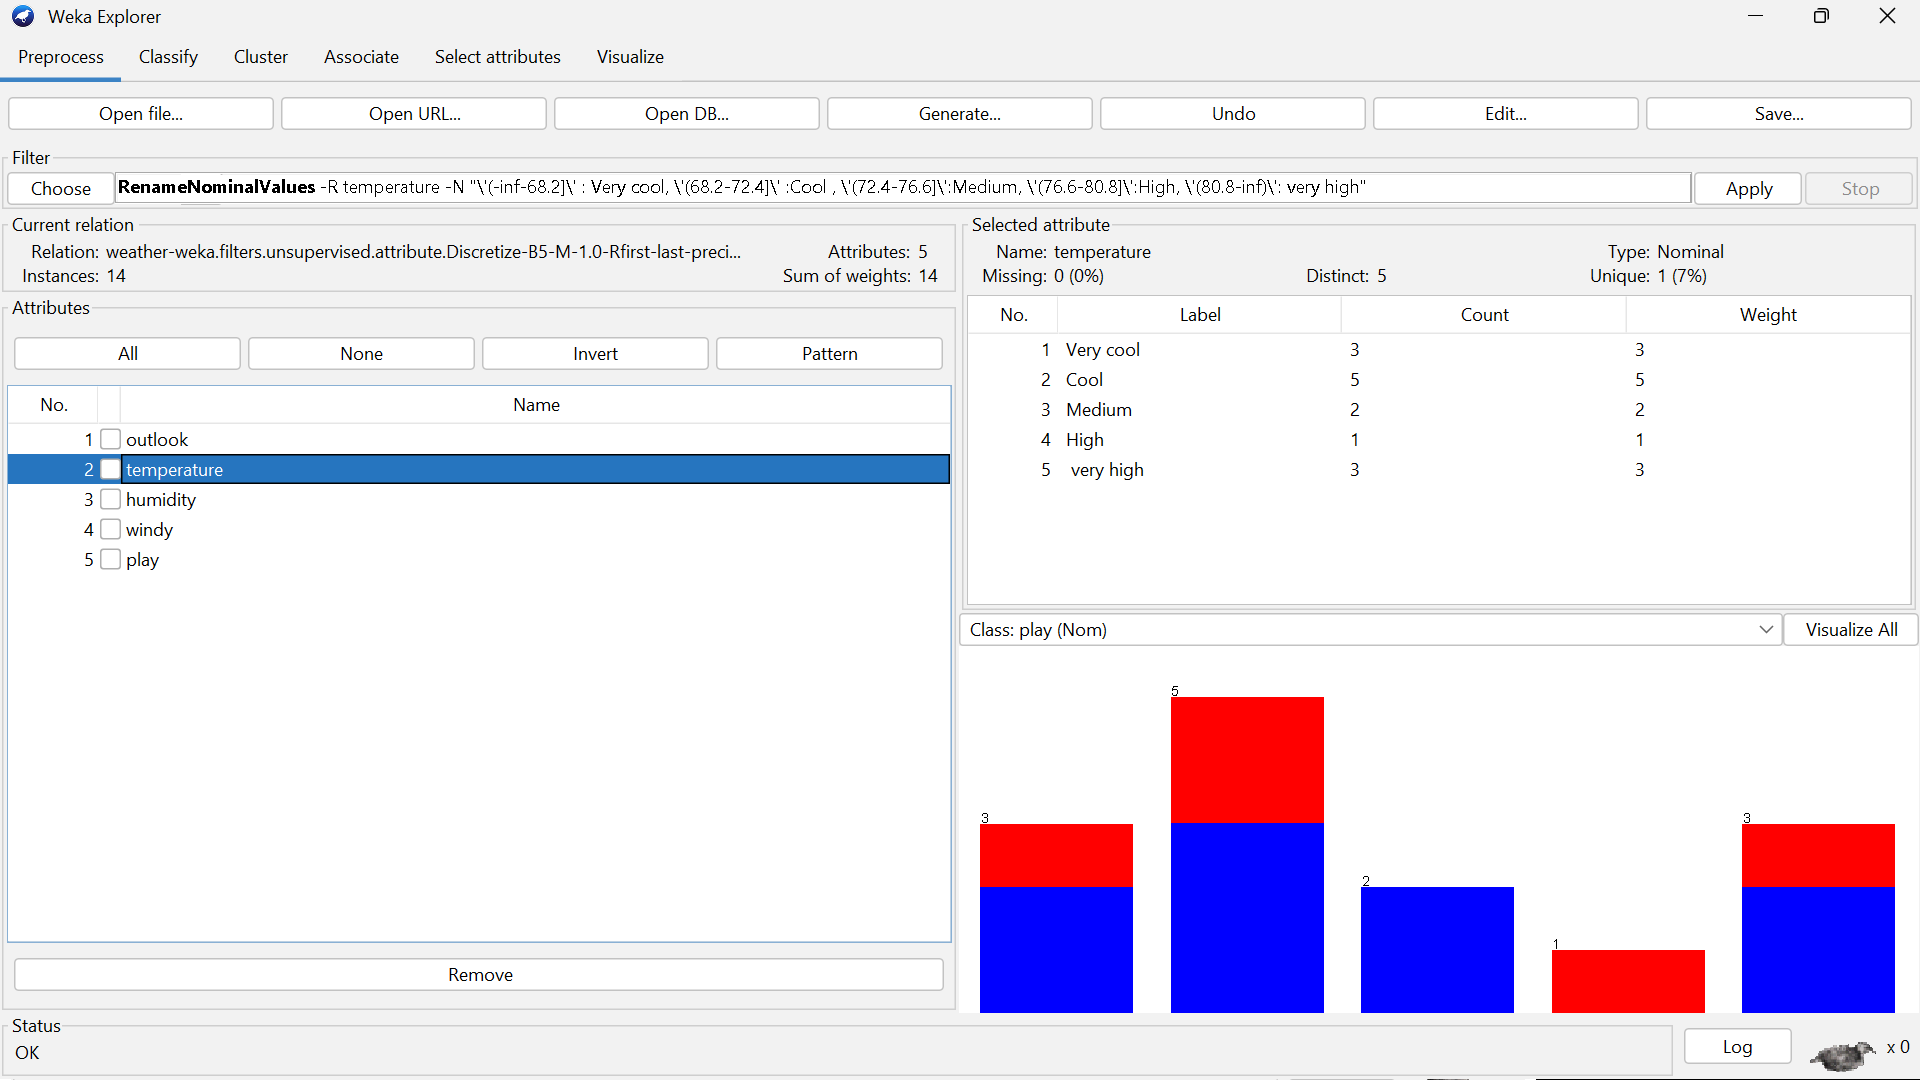 Weka Explorer
Preprocess Classify Cluster Associate Select attributes Visualize
Open file... Open URL... Open DB... Generate... Undo Edit... Save...
Filter
Choose RenameNominalValues -R temperature -N "\'(-inf-68.2]\' : Very cool, \'(68.2-72.4]\' :Cool , \'(72.4-76.6]\':Medium, \'(76.6-80.8]\':High, \'(80.8-inf)\': very high" Apply Stop
Current relation
Relation: weather-weka.filters.unsupervised.attribute.Discretize-B5-M-1.0-Rfirst-last-preci... Attributes: 5
Instances: 14 Sum of weights: 14
Attributes
All None Invert Pattern
No. Name
1 outlook
2 temperature
3 humidity
4 windy
5 play
Remove
Selected attribute
Name: temperature Type: Nominal
Missing: 0 (0%) Distinct: 5 Unique: 1 (7%)
No. Label Count Weight
1 Very cool 3 3
2 Cool 5 5
3 Medium 2 2
4 High 1 1
5 very high 3 3
Class: play (Nom) Visualize All
3 5 2 1 3
Status
OK
Log x 0